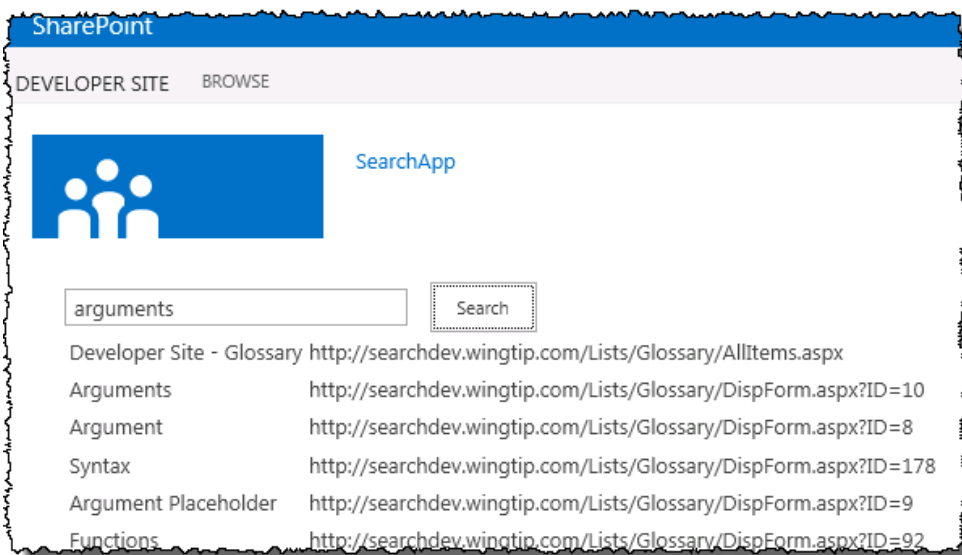 SharePoint
DEVELOPER SITE BROWSE
SearchApp
arguments Search
Developer Site - Glossary http://searchdev.wingtip.com/Lists/Glossary/AllItems.aspx
Arguments http://searchdev.wingtip.com/Lists/Glossary/DispForm.aspx?ID=10
Argument http://searchdev.wingtip.com/Lists/Glossary/DispForm.aspx?ID=8
Syntax http://searchdev.wingtip.com/Lists/Glossary/DispForm.aspx?ID=178
Argument Placeholder http://searchdev.wingtip.com/Lists/Glossary/DispForm.aspx?ID=9
Functions http://searchdev.wingtip.com/Lists/Glossary/DispForm.aspx?ID=92